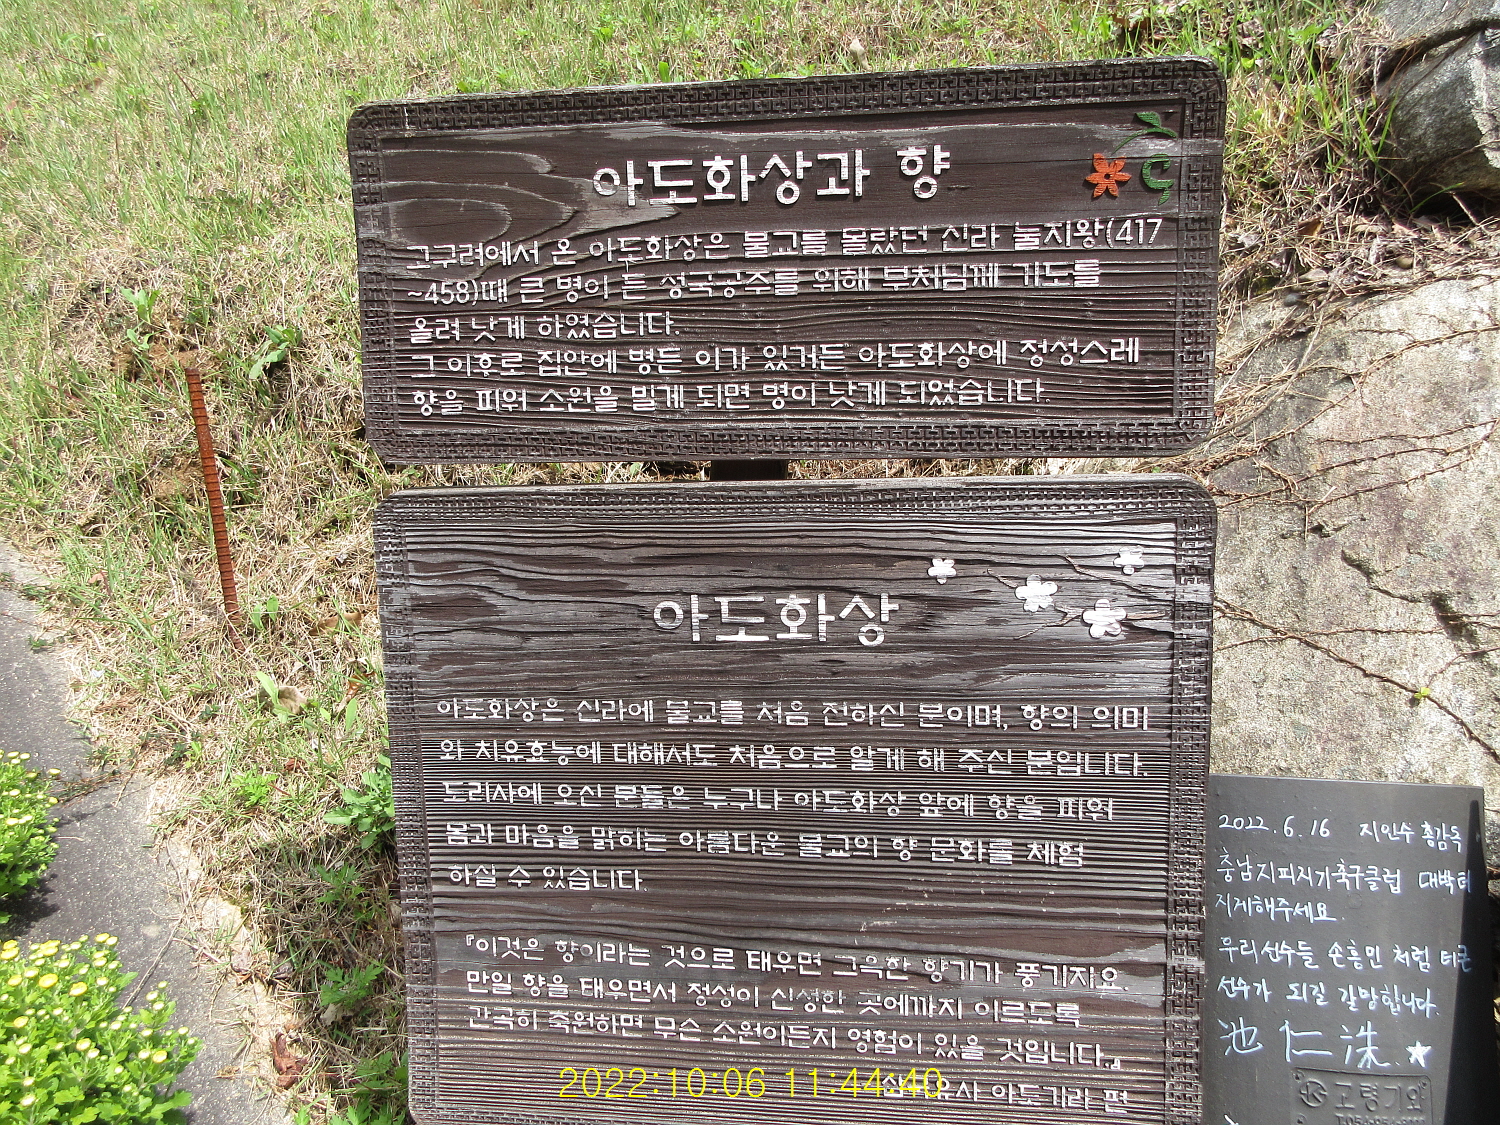 아도화상과 향
고구려에서 온 아도화상은 불교를 몰랐던 신라 눌지왕(417
~458)때 큰 병이 든 성국공주를 위해 부처님께 기도를
올려 낫게 하였습니다.
그 이후로 집안에 병든 이가 있거든 아도화상에 정성스레
향을 피워 소원을 빌게 되면 병이 낫게 되었습니다.
아도화상
아도화상은 신라에 불교를 처음 전하신 분이며, 향의 의미
와 치유효능에 대해서도 처음으로 알게 해 주신 분입니다.
도리사에 오신 분들은 누구나 아도화상 앞에 향을 피워
몸과 마음을 맑히는 아름다운 불교의 향 문화를 체험
하실 수 있습니다.
『이것은 향이라는 것으로 태우면 그윽한 향기가 풍기지요.
만일 향을 태우면서 정성이 신성한 곳에까지 이르도록
간곡히 축원하면 무슨 소원이든지 영험이 있을 것입니다.』
아도기라 편
2022:10:06 11:44:40
2022. 6. 16 지인수 총감독
충남지피지기축구클럽 대박터
지게해주세요.
우리선수들 손흥민 처럼 더큰
선수가 되길 갈망합니다.
池仁洙
고령기와